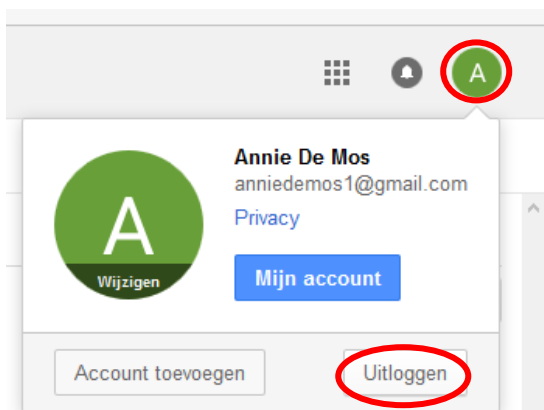 A
Annie De Mos
anniedemos1@gmail.com
Privacy
A
Wijzigen
Mijn account
Account toevoegen
Uitloggen